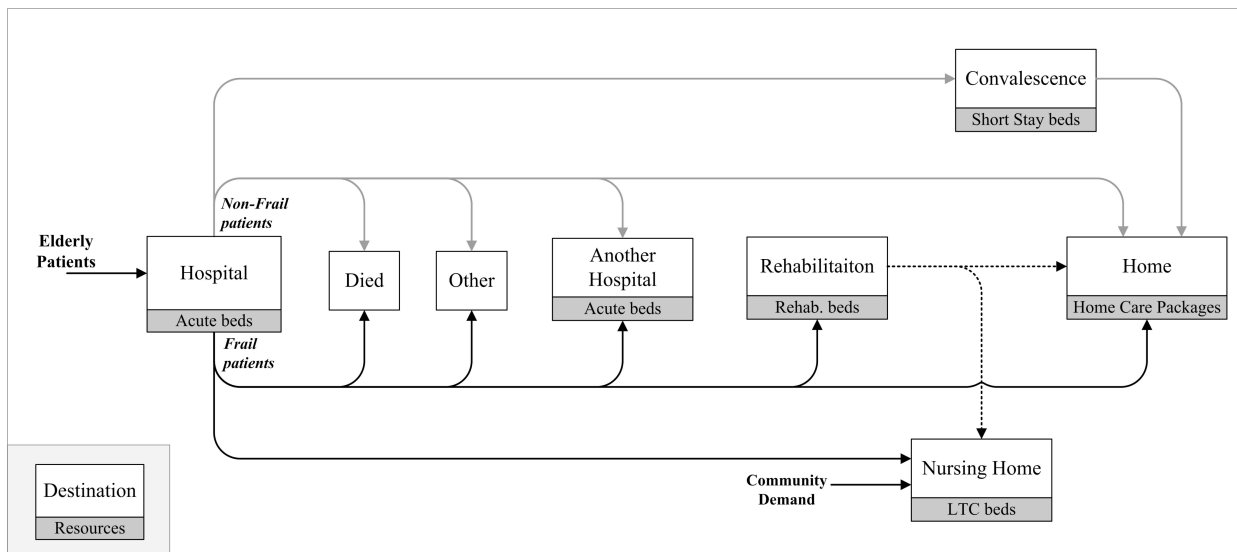 Convalescence
Short Stay beds
Non-Frail
patients
Elderly
Patients
Hospital
Acute beds
Died
Other
Another
Hospital
Acute beds
Rehabilitaiton
Rehab. beds
Home
Home Care Packages
Frail
patients
Nursing Home
LTC beds
Community
Demand
Destination
Resources